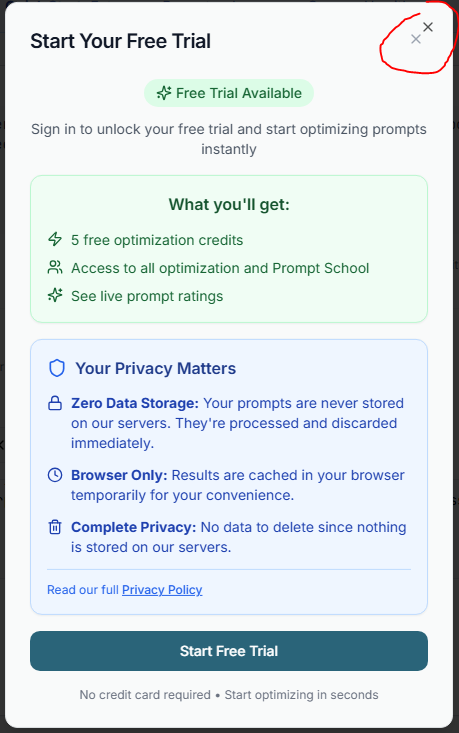 Start Your Free Trial
Free Trial Available
Sign in to unlock your free trial and start optimizing prompts
instantly
What you'll get:
5 free optimization credits
Access to all optimization and Prompt School
See live prompt ratings
Your Privacy Matters
Zero Data Storage: Your prompts are never stored
on our servers. They're processed and discarded
immediately.
Browser Only: Results are cached in your browser
temporarily for your convenience.
Complete Privacy: No data to delete since nothing
is stored on our servers.
Read our full Privacy Policy
Start Free Trial
No credit card required • Start optimizing in seconds